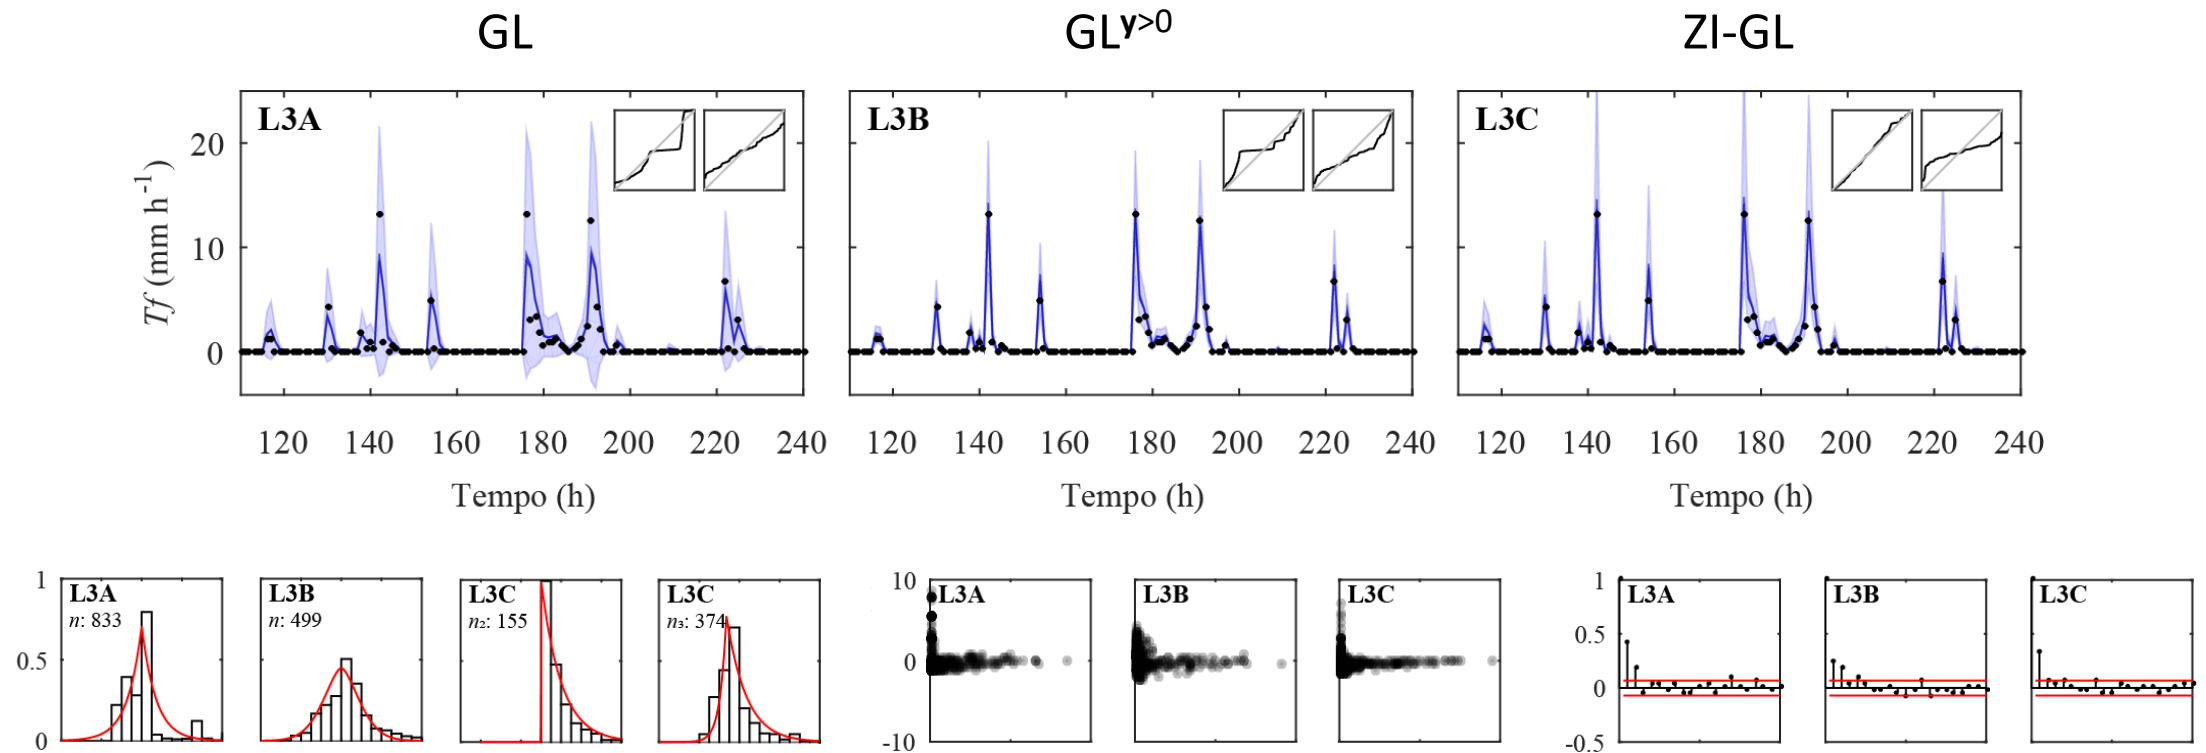 GL GL^y>0 ZI-GL
L3A L3B L3C
20
10
0
Tf (mm h⁻¹)
120 140 160 180 200 220 240 120 140 160 180 200 220 240 120 140 160 180 200 220 240
Tempo (h) Tempo (h) Tempo (h)
1 L3A L3B L3C L3C 10 L3A L3B L3C 1 L3A L3B L3C
n: 833 n: 499 n₂: 155 n₃: 374
0.5 0 0.5
0 -10 0
-0.5